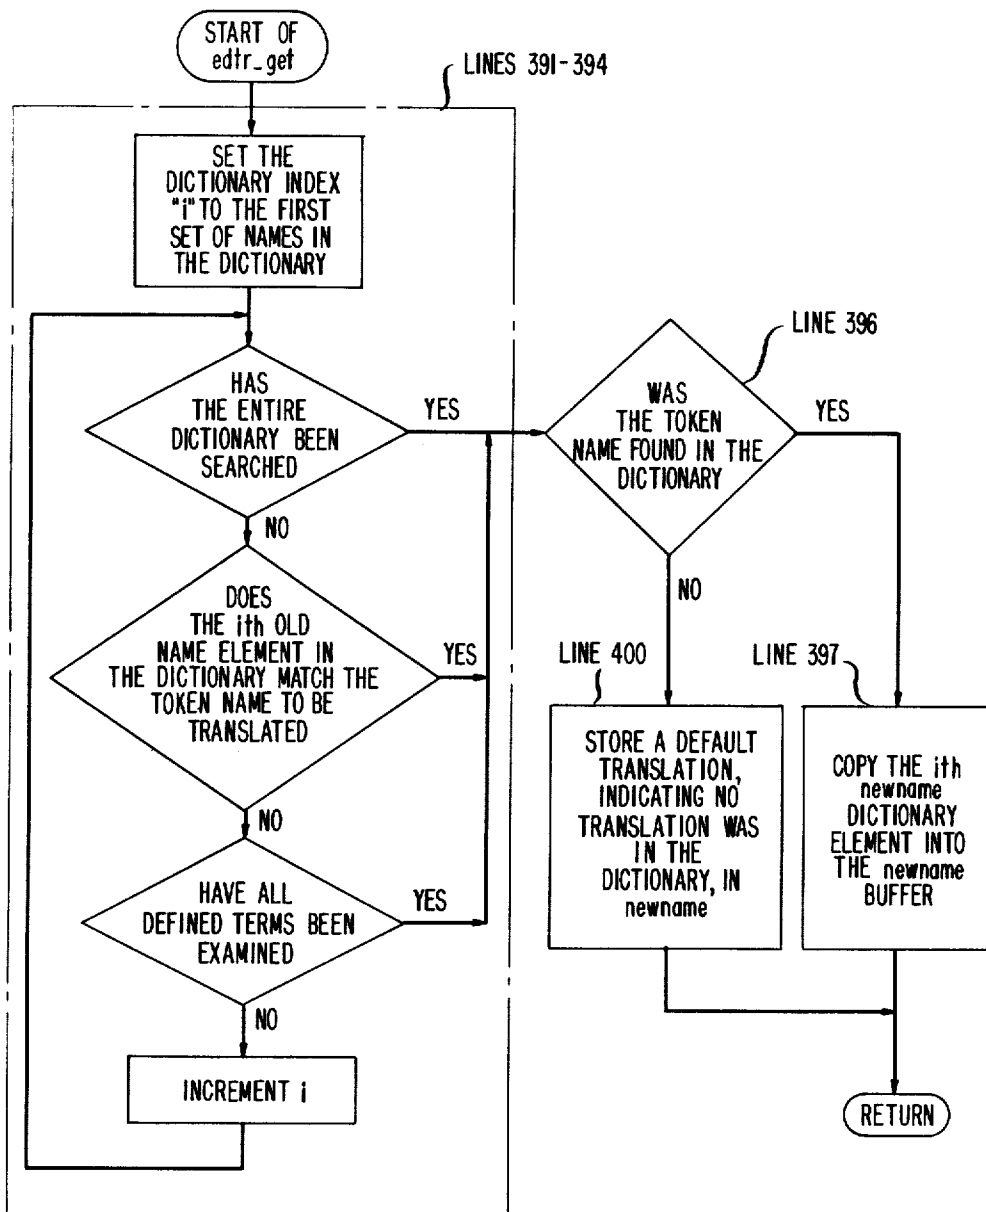 START OF
edtr_get
LINES 391-394
SET THE
DICTIONARY INDEX
"i" TO THE FIRST
SET OF NAMES IN
THE DICTIONARY
HAS
THE ENTIRE
DICTIONARY BEEN
SEARCHED
YES
NO
DOES
THE ith OLD
NAME ELEMENT IN
THE DICTIONARY MATCH THE
TOKEN NAME TO BE
TRANSLATED
YES
NO
HAVE ALL
DEFINED TERMS BEEN
EXAMINED
YES
NO
INCREMENT i
LINE 396
WAS
THE TOKEN
NAME FOUND IN THE
DICTIONARY
YES
NO
LINE 400
STORE A DEFAULT
TRANSLATION,
INDICATING NO
TRANSLATION WAS
IN THE
DICTIONARY, IN
newname
LINE 397
COPY THE ith
newname
DICTIONARY
ELEMENT INTO
THE newname
BUFFER
RETURN